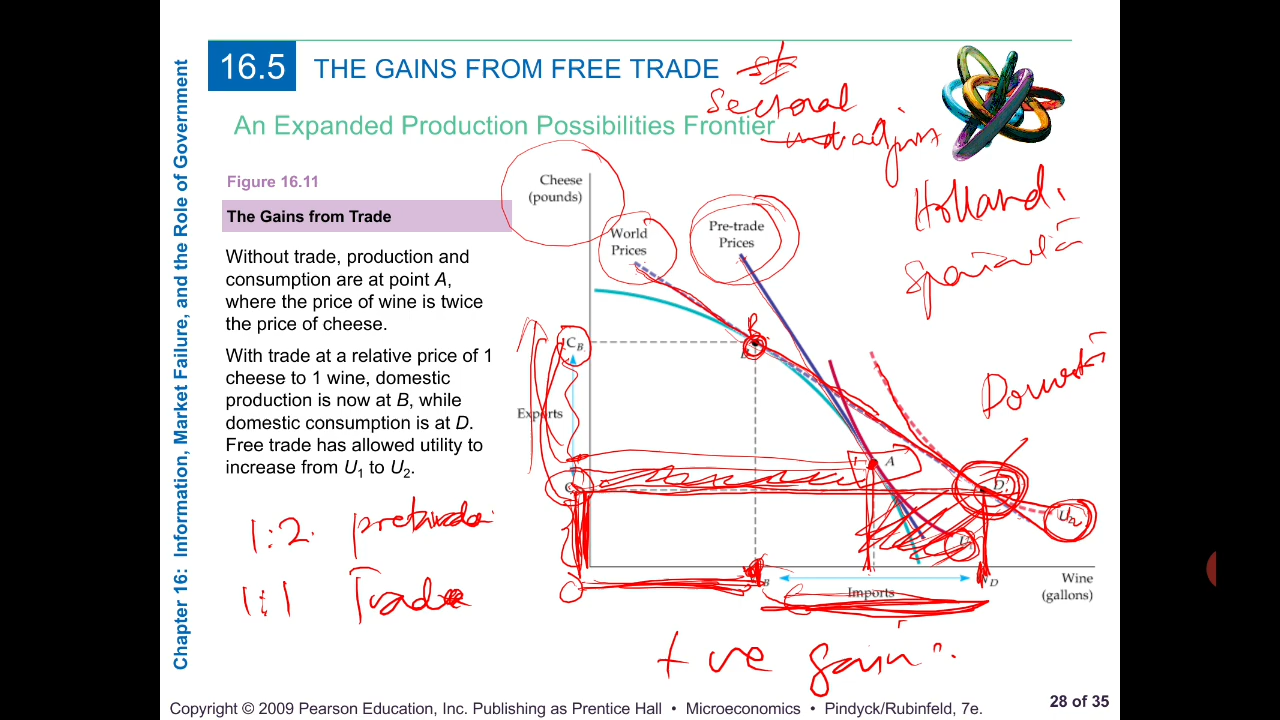 16.5 THE GAINS FROM FREE TRADE
Sectoral
An Expanded Production Possibilities Frontier
adjust
Chapter 16: Information, Market Failure, and the Role of Government
Figure 16.11
The Gains from Trade
Without trade, production and
consumption are at point A,
where the price of wine is twice
the price of cheese.
With trade at a relative price of 1
cheese to 1 wine, domestic
production is now at B, while
domestic consumption is at D.
Free trade has allowed utility to
increase from U1 to U2.
1:2. pretrade
1:1 Trade
Cheese
(pounds)
World
Prices
Pre-trade
Prices
Holland
B
CB
Exports
A
D
U2
B
D
Imports
Wine
(gallons)
+ve gain
Copyright © 2009 Pearson Education, Inc. Publishing as Prentice Hall • Microeconomics • Pindyck/Rubinfeld, 7e.
28 of 35